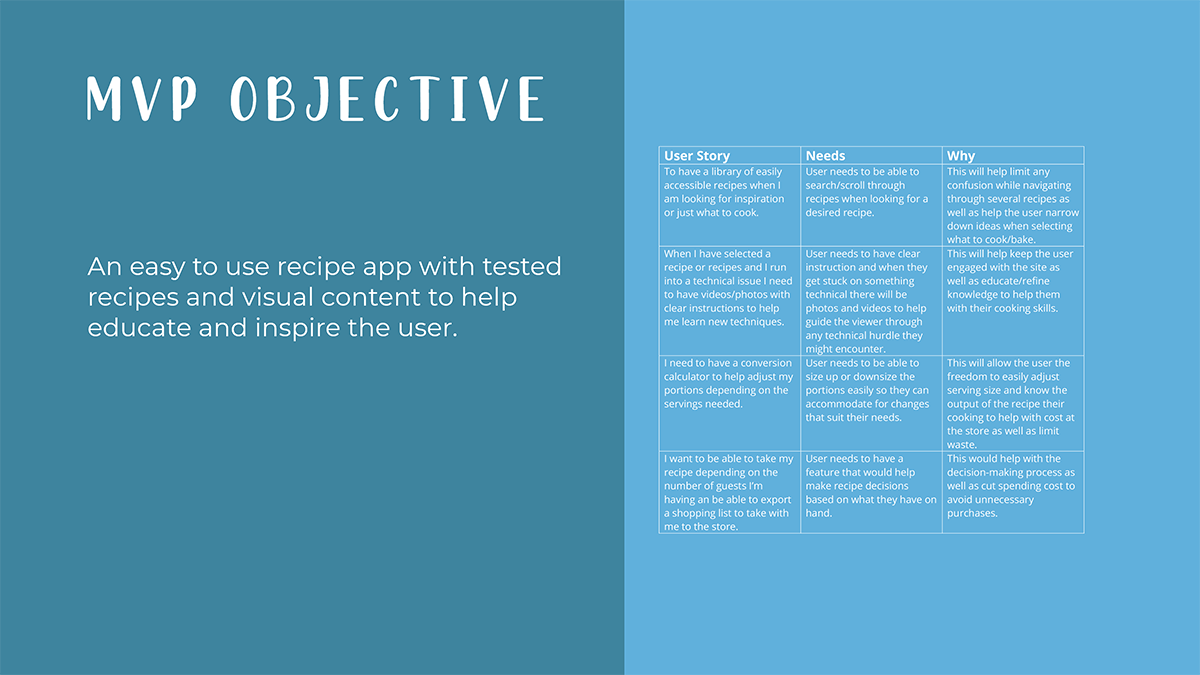 MVP OBJECTIVE
An easy to use recipe app with tested
recipes and visual content to help
educate and inspire the user.
User Story
Needs
Why
To have a library of easily
accessible recipes when I
am looking for inspiration
or just what to cook.
User needs to be able to
search/scroll through
recipes when looking for a
desired recipe.
This will help limit any
confusion while navigating
through several recipes as
well as help the user narrow
down ideas when selecting
what to cook/bake.
When I have selected a
recipe or recipes and I run
into a technical issue I need
to have videos/photos with
clear instructions to help
me learn new techniques.
User needs to have clear
instruction and when they
get stuck on something
technical there will be
photos and videos to help
guide the viewer through
any technical hurdle they
might encounter.
This will help keep the user
engaged with the site as
well as educate/refine
knowledge to help them
with their cooking skills.
I need to have a conversion
calculator to help adjust my
portions depending on the
servings needed.
User needs to be able to
size up or downsize the
portions easily so they can
accommodate for changes
that suit their needs.
This will allow the user the
freedom to easily adjust
serving size and know the
output of the recipe their
cooking to help with cost at
the store as well as limit
waste.
I want to be able to take my
recipe depending on the
number of guests I'm
having an be able to export
a shopping list to take with
me to the store.
User needs to have a
feature that would help
make recipe decisions
based on what they have on
hand.
This would help with the
decision-making process as
well as cut spending cost to
avoid unnecessary
purchases.